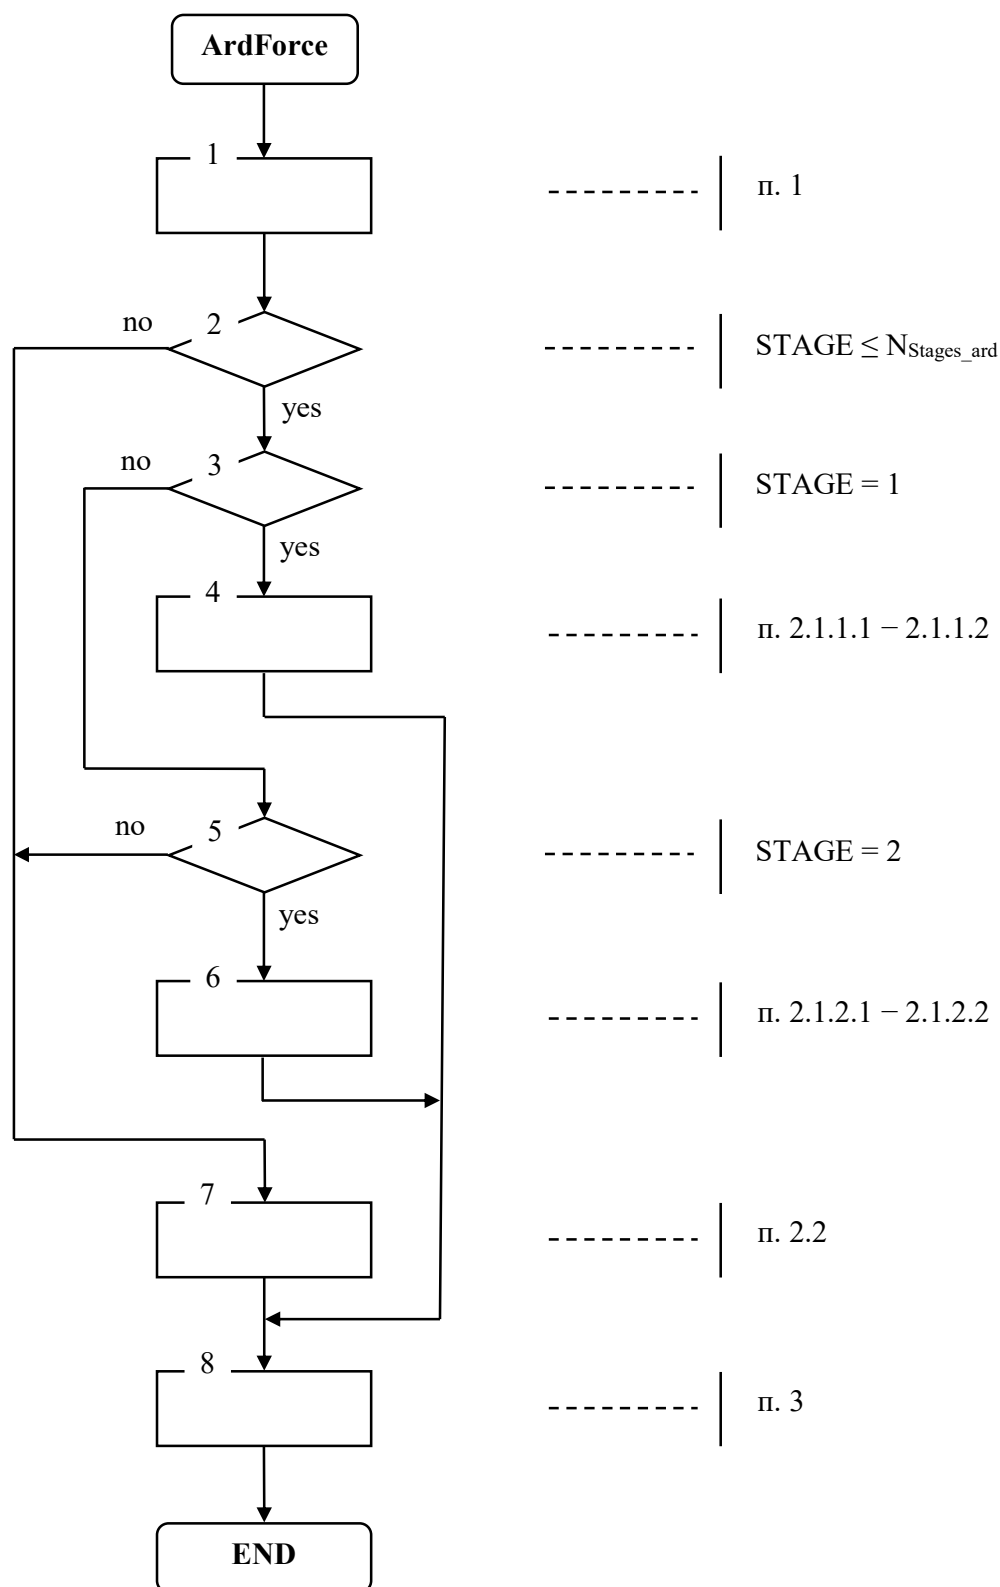 ArdForce
1
п. 1
no
2
STAGE ≤ NStages_ard
yes
no
3
STAGE = 1
yes
4
п. 2.1.1.1 − 2.1.1.2
no
5
STAGE = 2
yes
6
п. 2.1.2.1 − 2.1.2.2
7
п. 2.2
8
п. 3
END